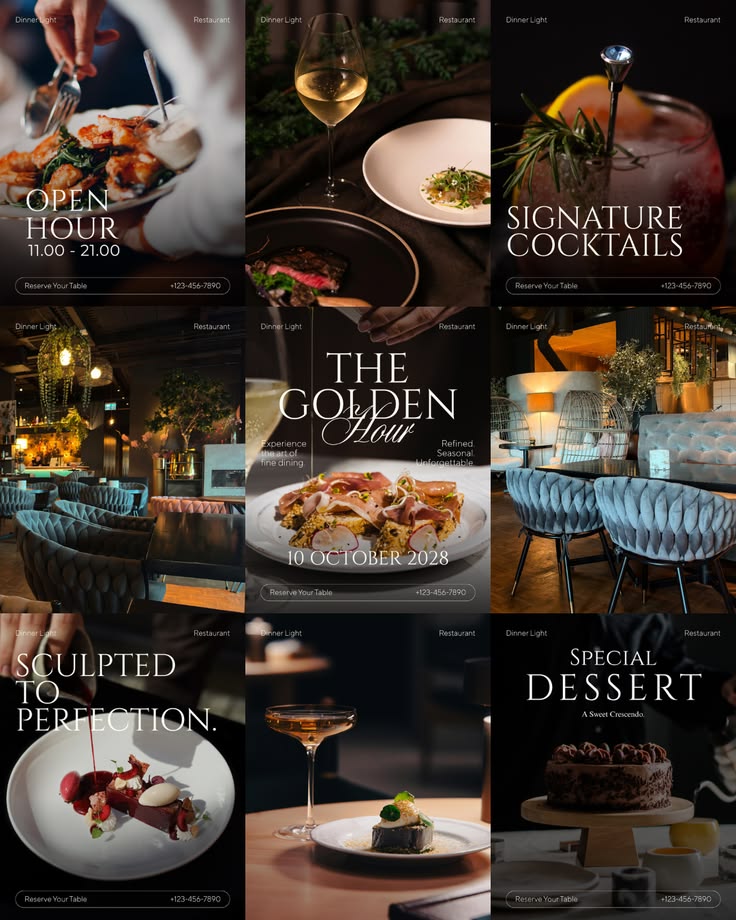 Dinner Light
Restaurant
OPEN
HOUR
11.00 - 21.00
Reserve Your Table
+123-456-7890
Dinner Light
Restaurant
SIGNATURE
COCKTAILS
Reserve Your Table
+123-456-7890
Dinner Light
Restaurant
Dinner Light
Restaurant
THE
GOLDEN
Hour
Experience
the art of
fine dining.
Refined.
Seasonal.
Unforgettable.
10 OCTOBER 2028
Reserve Your Table
+123-456-7890
Dinner Light
Restaurant
Dinner Light
Restaurant
SCULPTED
TO
PERFECTION.
Reserve Your Table
+123-456-7890
Dinner Light
Restaurant
Dinner Light
Restaurant
SPECIAL
DESSERT
A Sweet Crescendo.
Reserve Your Table
+123-456-7890